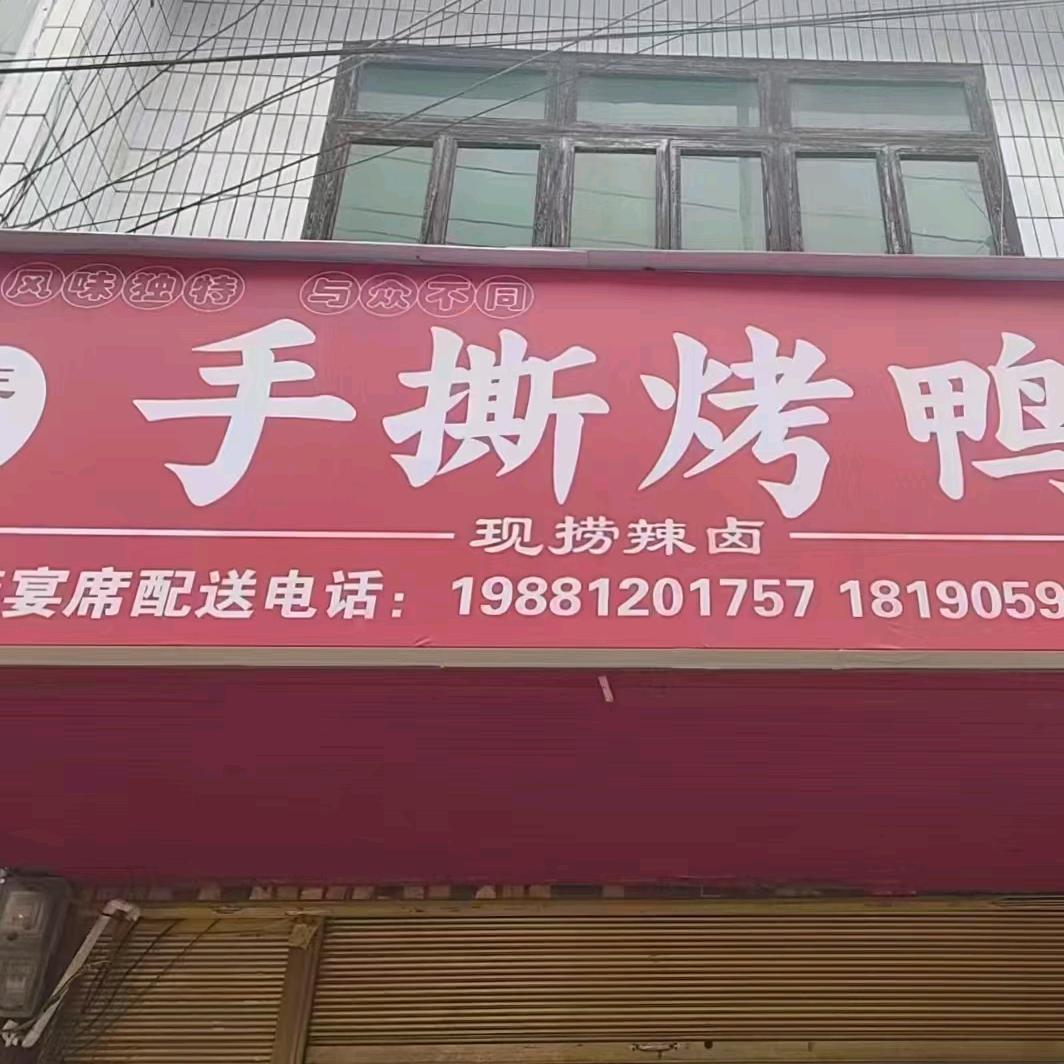 风味独特 与众不同
手撕烤鸭
现捞辣卤
宴席配送电话：19881201757 1819059